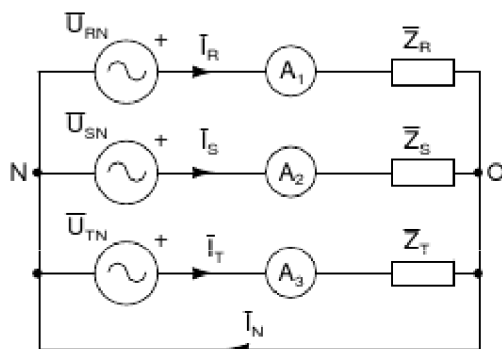 U̅RN + I̅R A1 Z̅R
U̅SN + I̅S A2 Z̅S
N O
U̅TN + I̅T A3 Z̅T
I̅N